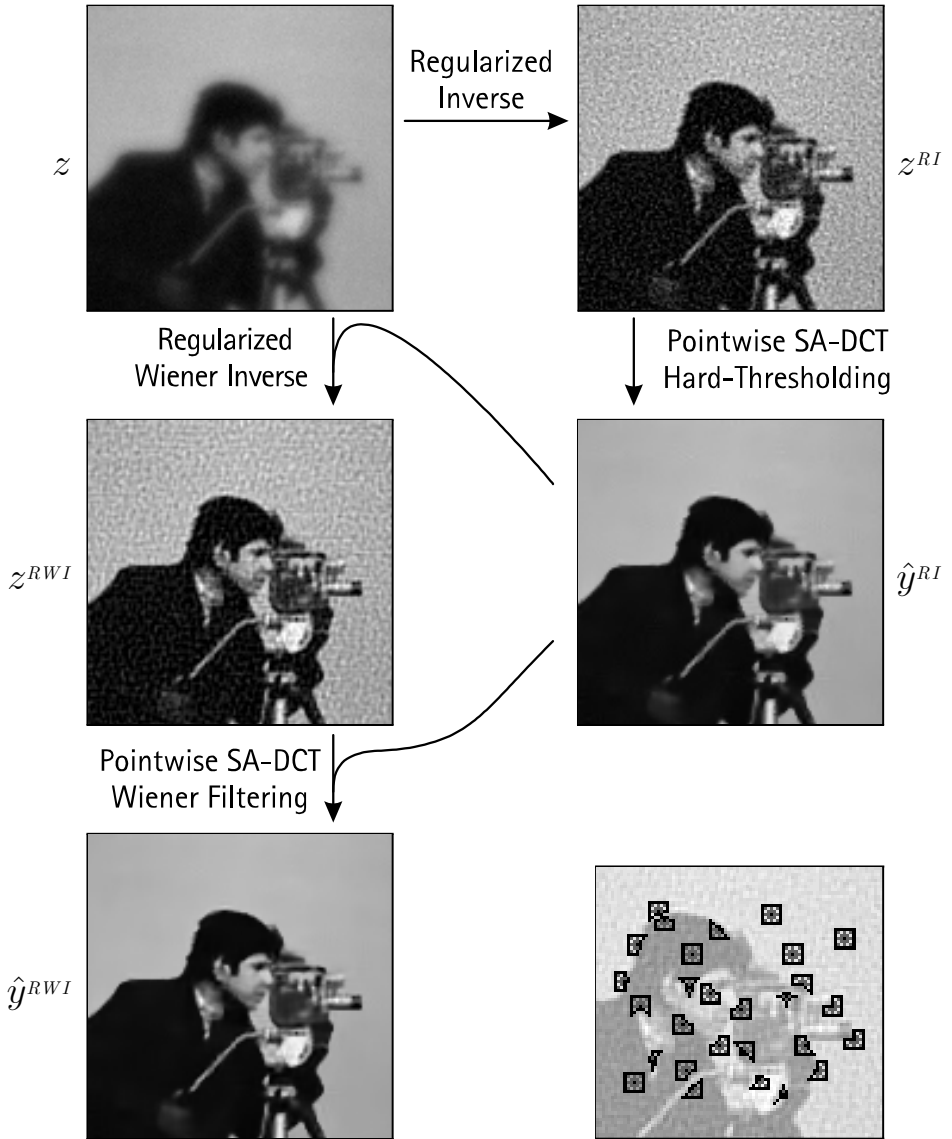 Regularized
Inverse
z
z^{RI}
Regularized
Wiener Inverse
Pointwise SA-DCT
Hard-Thresholding
z^{RWI}
ŷ^{RI}
Pointwise SA-DCT
Wiener Filtering
ŷ^{RWI}